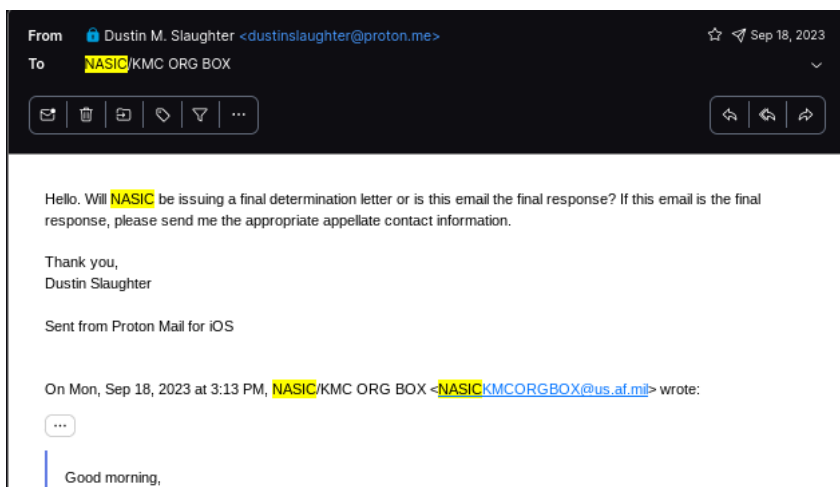 From Dustin M. Slaughter <dustinslaughter@proton.me> Sep 18, 2023
To NASIC/KMC ORG BOX
Hello. Will NASIC be issuing a final determination letter or is this email the final response? If this email is the final
response, please send me the appropriate appellate contact information.
Thank you,
Dustin Slaughter
Sent from Proton Mail for iOS
On Mon, Sep 18, 2023 at 3:13 PM, NASIC/KMC ORG BOX <NASICKMCORGBOX@us.af.mil> wrote:
Good morning,